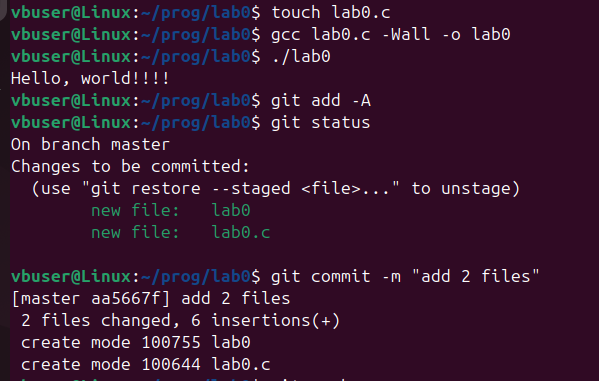 vbuser@Linux:~/prog/lab0$ touch lab0.c
vbuser@Linux:~/prog/lab0$ gcc lab0.c -Wall -o lab0
vbuser@Linux:~/prog/lab0$ ./lab0
Hello, world!!!!
vbuser@Linux:~/prog/lab0$ git add -A
vbuser@Linux:~/prog/lab0$ git status
On branch master
Changes to be committed:
  (use "git restore --staged <file>..." to unstage)
        new file:   lab0
        new file:   lab0.c

vbuser@Linux:~/prog/lab0$ git commit -m "add 2 files"
[master aa5667f] add 2 files
 2 files changed, 6 insertions(+)
 create mode 100755 lab0
 create mode 100644 lab0.c